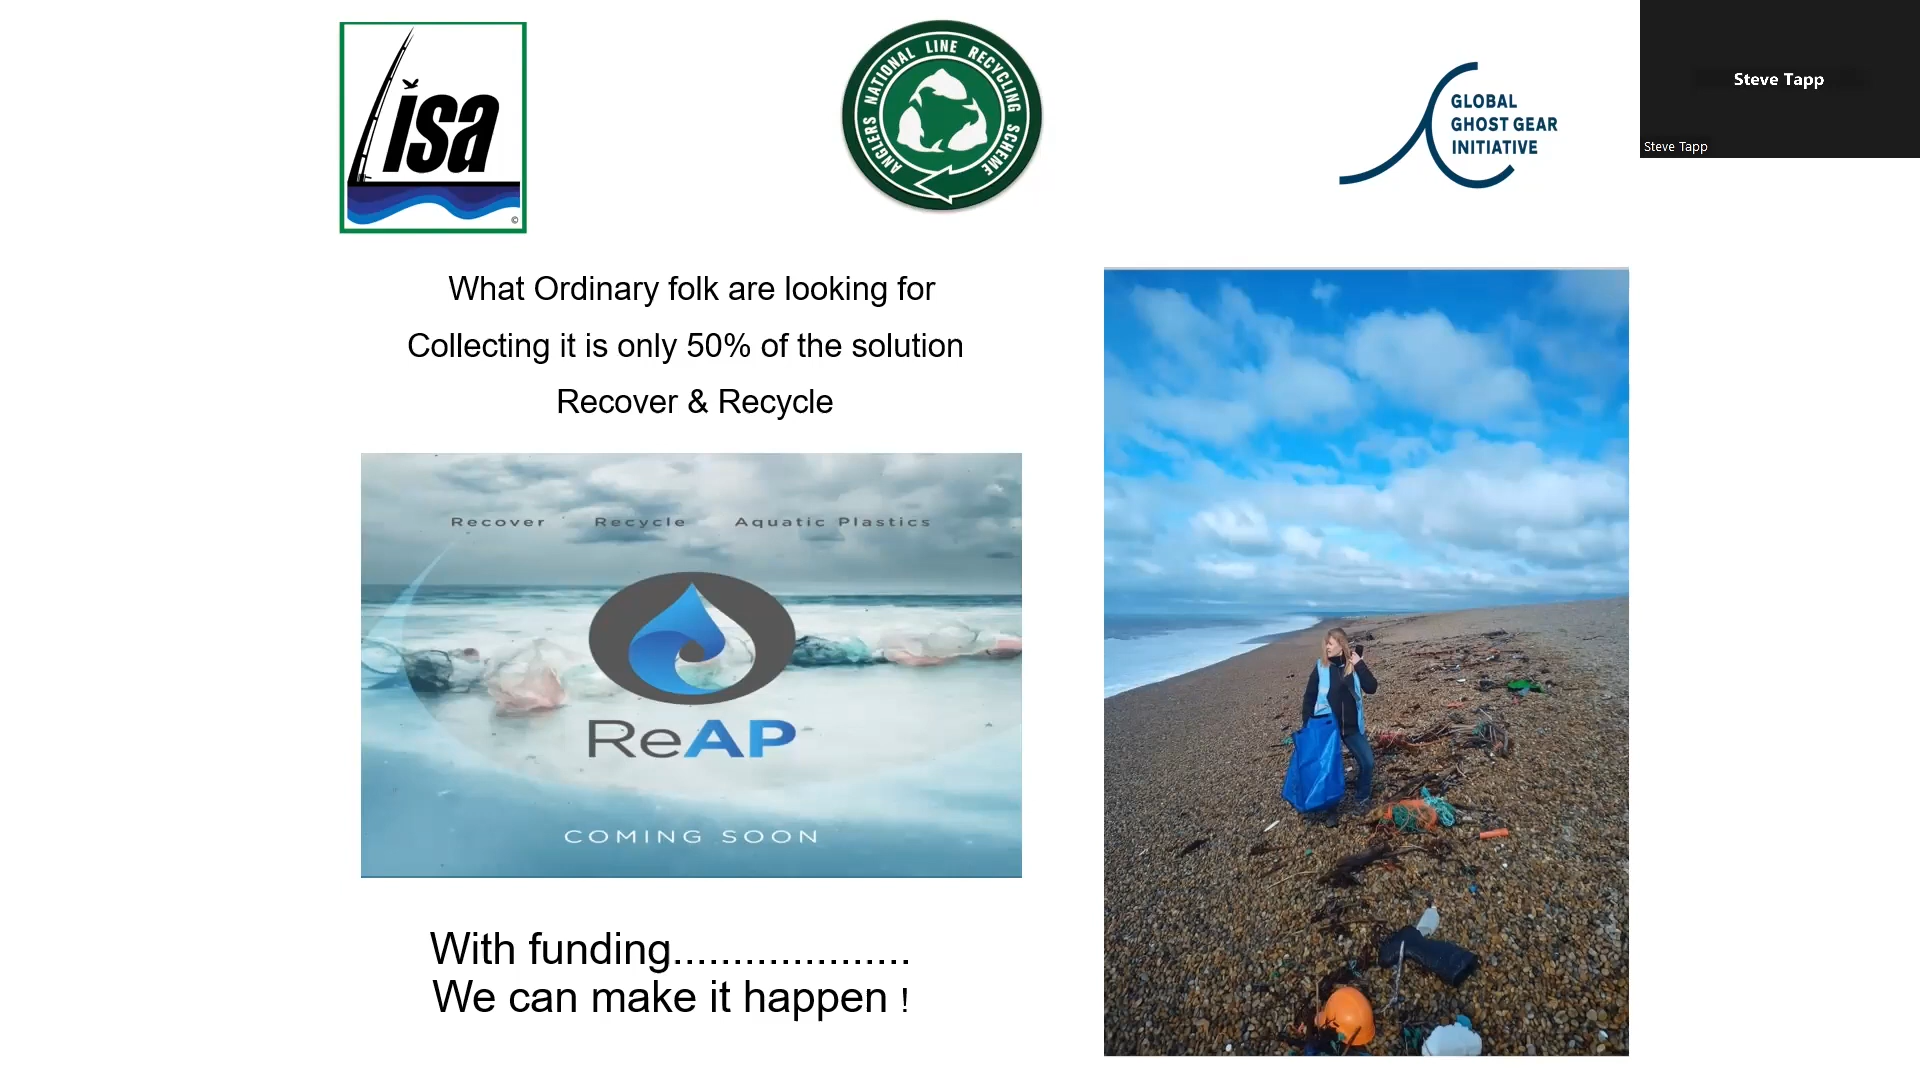 isa
©
ANGLERS NATIONAL LINE RECYCLING SCHEME
GLOBAL
GHOST GEAR
INITIATIVE
Steve Tapp
Steve Tapp
What Ordinary folk are looking for
Collecting it is only 50% of the solution
Recover & Recycle
Recover Recycle Aquatic Plastics
ReAP
COMING SOON
With funding....................
We can make it happen !